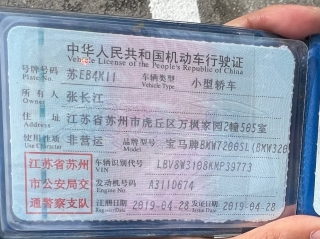 中华人民共和国机动车行驶证
Vehicle License of the People's Republic of China
号牌号码 苏EB4K11 车辆类型 小型轿车
Plate No. Vehicle Type
所有人 张长江
Owner
住址 江苏省苏州市虎丘区万枫家园2幢505室
Address
使用性质 非营运 品牌型号 宝马牌BMW7200SL(BMW320
Use Character Model
江苏省苏州 车辆识别代号 LBV8W3108KMP39773
VIN
市公安局交 发动机号码 A3110674
Engine No.
通警察支队 注册日期 2019-04-28 发证日期 2019-04-28
Register Date Issue Date